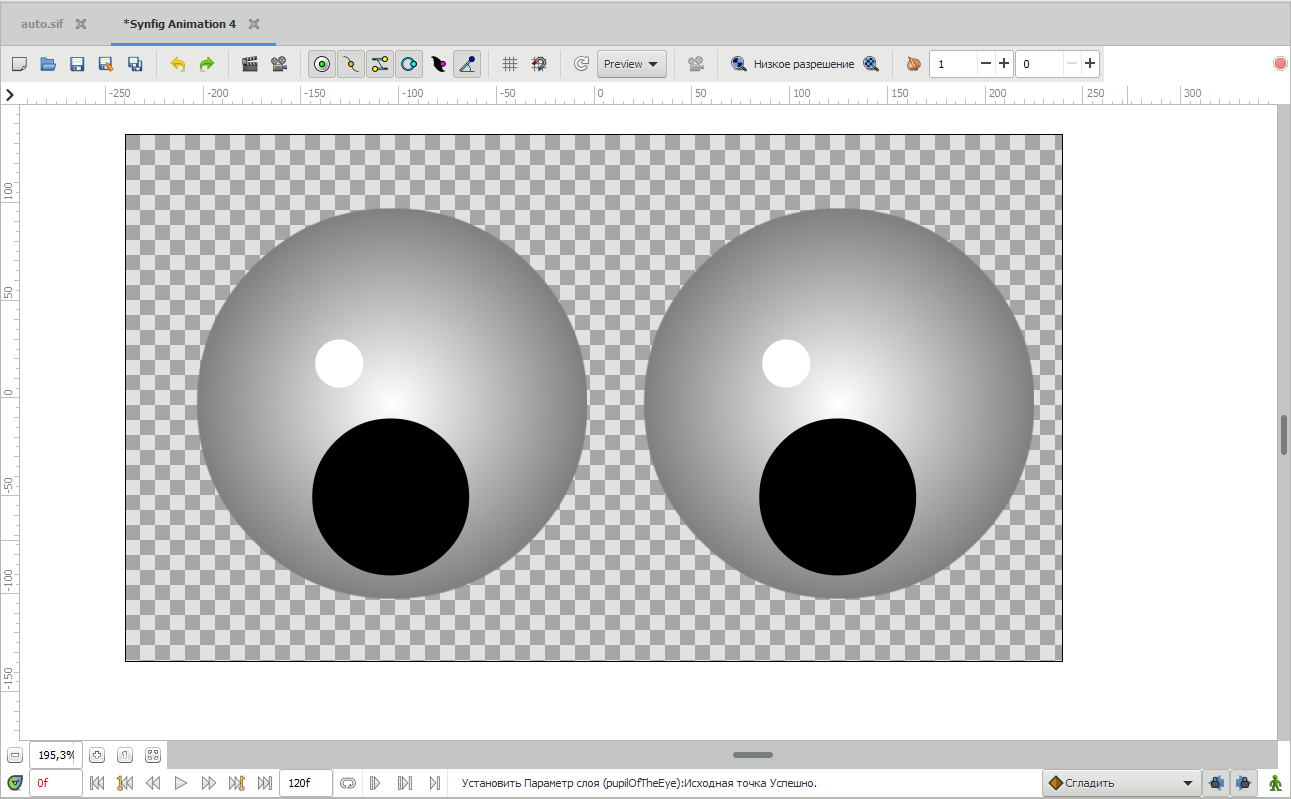 auto.sif
*Synfig Animation 4
Preview
Низкое разрешение
1
0
-250 -200 -150 -100 -50 0 50 100 150 200 250 300
100
50
0
-50
-100
-150
195,3%
0f
120f
Установить Параметр слоя (pupilOfTheEye):Исходная точка Успешно.
Сгладить